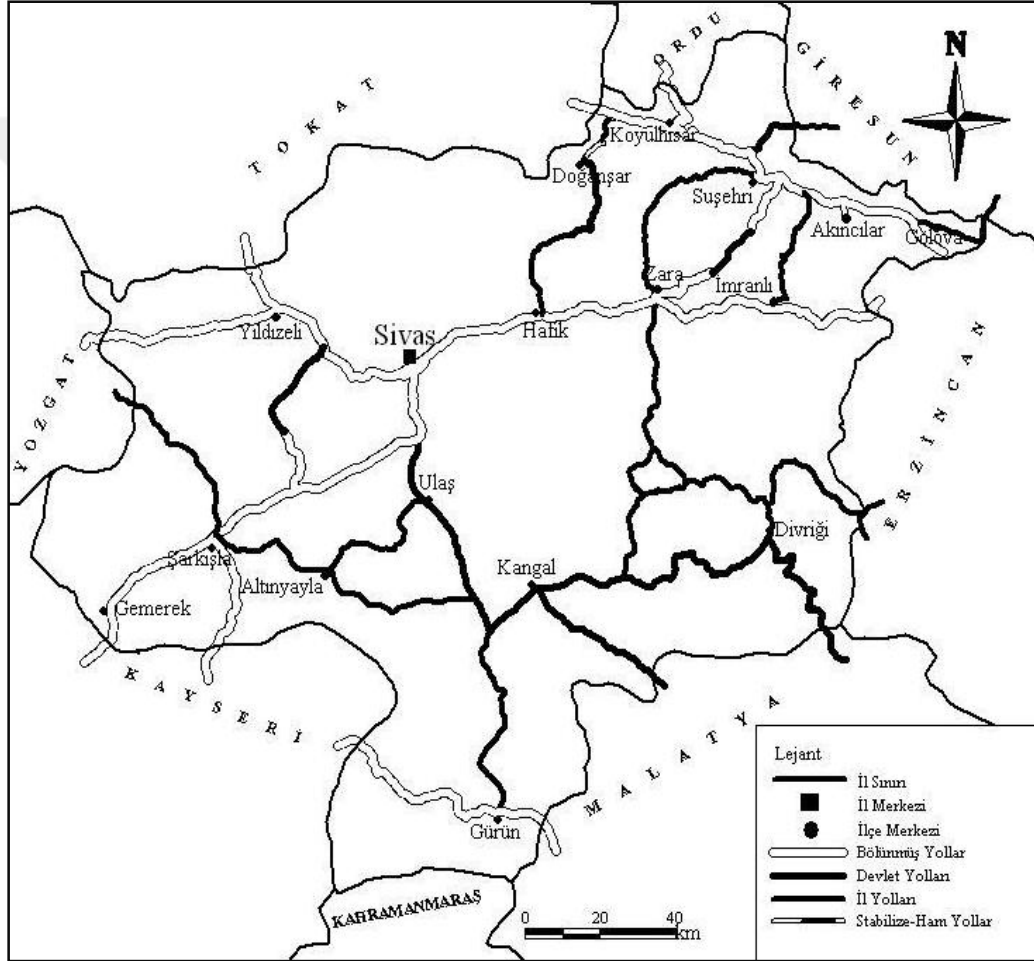 N
ORDU
GİRESUN
TOKAT
Koyulhisar
Doğanşar
Suşehri
Akıncılar
Gölova
Zara
İmranlı
Hafik
Yıldızeli
Sivas
YOZGAT
ERZİNCAN
Ulaş
Divriği
Şarkışla
Altınyayla
Kangal
Gemerek
KAYSERİ
MALATYA
Gürün
KAHRAMANMARAŞ
0 20 40
km
Lejant
İl Sınırı
İl Merkezi
İlçe Merkezi
Bölünmüş Yollar
Devlet Yolları
İl Yolları
Stabilize-Ham Yollar